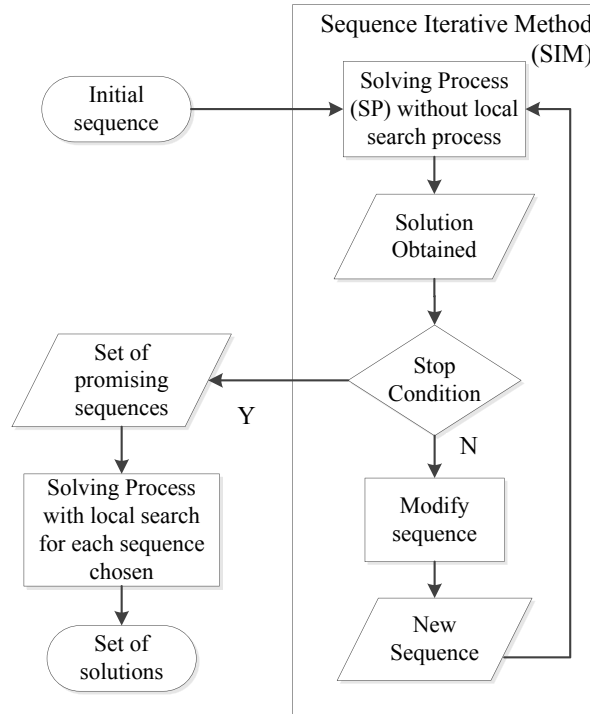 Sequence Iterative Method
(SIM)
Initial
sequence
Solving Process
(SP) without local
search process
Solution
Obtained
Stop
Condition
Y
N
Set of
promising
sequences
Solving Process
with local search
for each sequence
chosen
Set of
solutions
Modify
sequence
New
Sequence